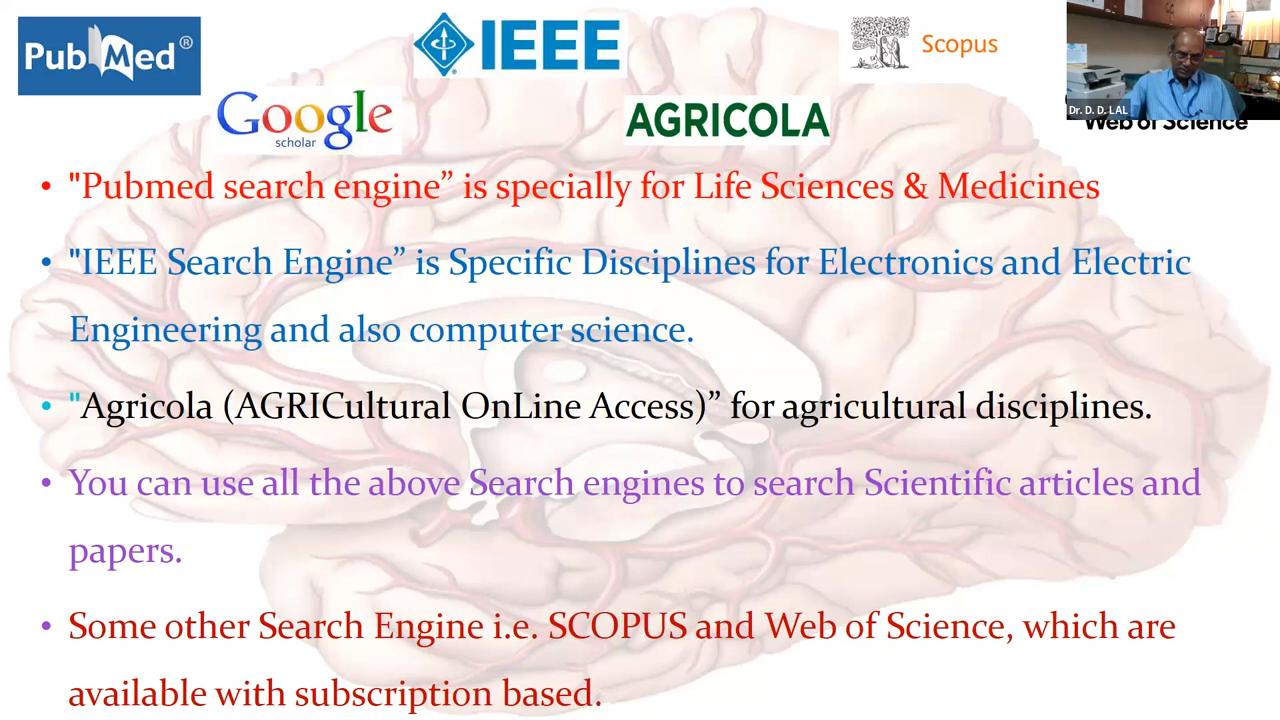 PubMed®
IEEE
Scopus
Google
scholar
AGRICOLA
Dr. D. D. LAL
Web of Science
• "Pubmed search engine” is specially for Life Sciences & Medicines
• "IEEE Search Engine” is Specific Disciplines for Electronics and Electric
Engineering and also computer science.
• "Agricola (AGRICultural OnLine Access)” for agricultural disciplines.
• You can use all the above Search engines to search Scientific articles and
papers.
• Some other Search Engine i.e. SCOPUS and Web of Science, which are
available with subscription based.